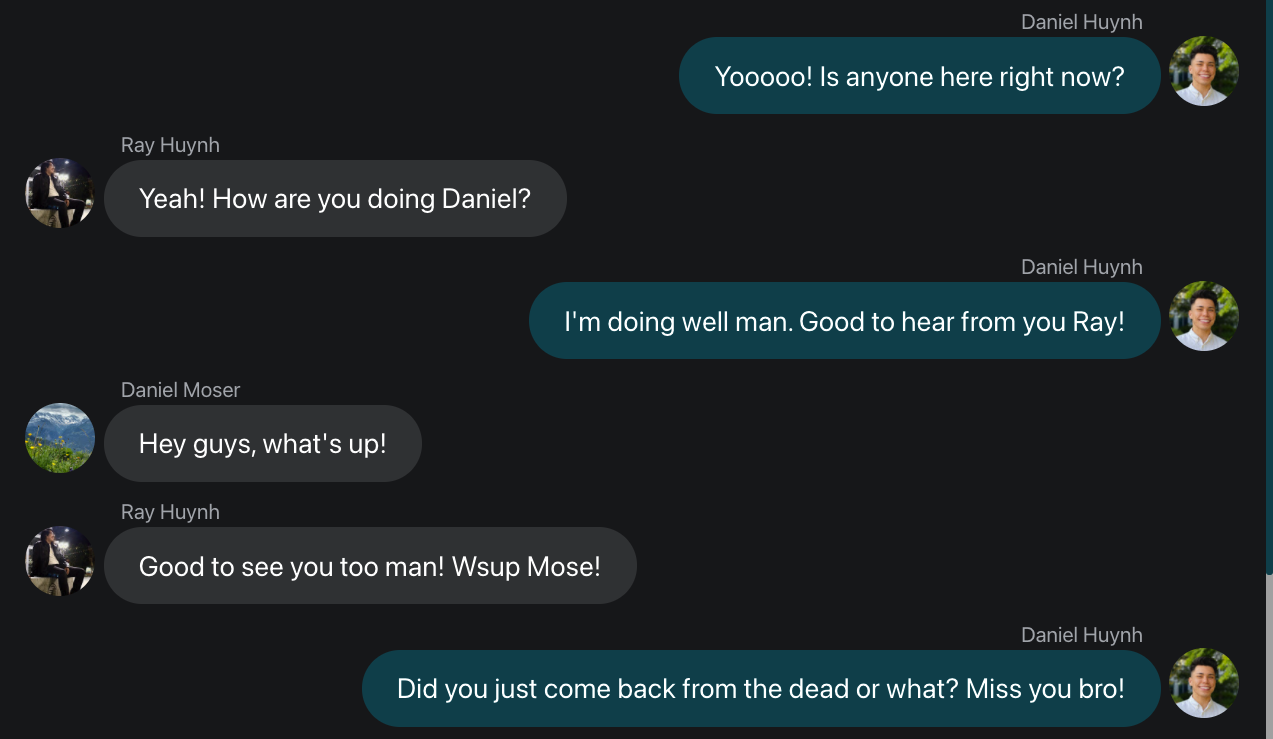 Daniel Huynh
Yooooo! Is anyone here right now?
Ray Huynh
Yeah! How are you doing Daniel?
Daniel Huynh
I'm doing well man. Good to hear from you Ray!
Daniel Moser
Hey guys, what's up!
Ray Huynh
Good to see you too man! Wsup Mose!
Daniel Huynh
Did you just come back from the dead or what? Miss you bro!